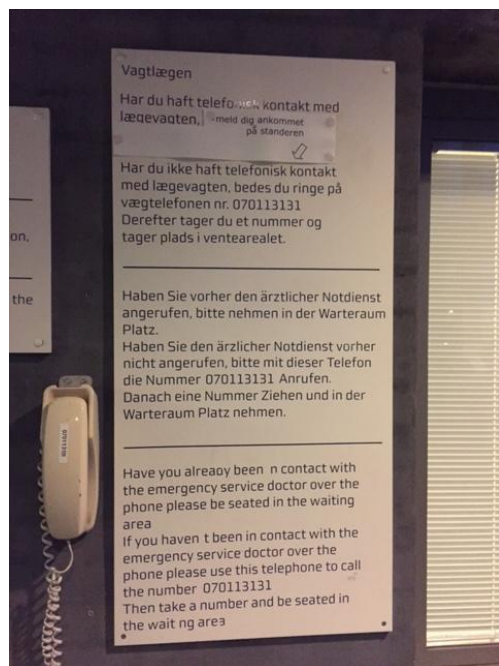 Vagtlægen
Har du haft telefonisk kontakt med
lægevagten, meld dig ankommet
på standeren
Har du ikke haft telefonisk kontakt
med lægevagten, bedes du ringe på
vægtelefonen nr. 070113131
Derefter tager du et nummer og
tager plads i ventearealet.
Haben Sie vorher den ärztlicher Notdienst
angerufen, bitte nehmen in der Warteraum
Platz.
Haben Sie den ärzlicher Notdienst vorher
nicht angerufen, bitte mit dieser Telefon
die Nummer 070113131 Anrufen.
Danach eine Nummer Ziehen und in der
Warteraum Platz nehmen.
Have you alreaoy been n contact with
the emergency service doctor over the
phone please be seated in the waiting
area
If you haven t been in contact with the
emergency service doctor over the
phone please use this telephone to call
the number 070113131
Then take a number and be seated in
the wait ng area
on,
the